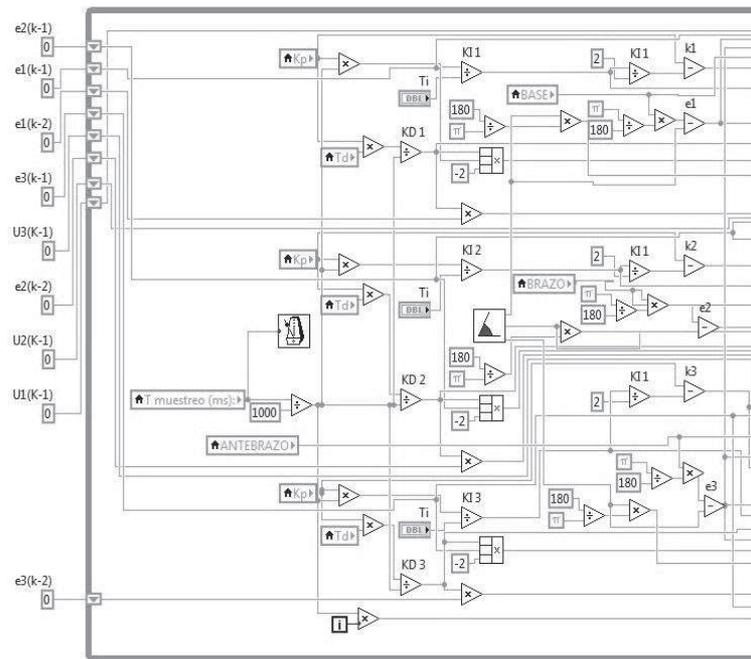 e2(k-1)
0
e1(k-1)
0
e1(k-2)
0
e3(k-1)
0
U3(K-1)
0
e2(k-2)
0
U2(K-1)
0
U1(K-1)
0
e3(k-2)
0
Kp
Ti
DBL
KI 1
2
KI 1
k1
BASE
180
π
π
180
e1
Td
KD 1
-2
Kp
Ti
DBL
KI 2
2
KI 1
k2
BRAZO
π
180
e2
Td
180
π
KD 2
-2
T muestreo (ms):
1000
2
KI 1
k3
ANTEBRAZO
π
180
e3
Kp
Ti
DBL
KI 3
180
π
Td
-2
KD 3
i